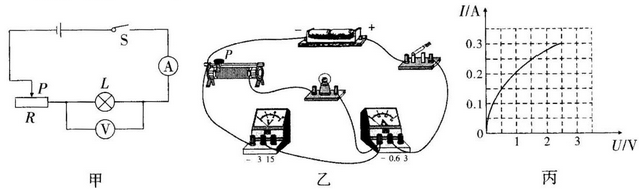 S
A
P
L
R
V
甲
P
−
+
V
A
− 3 15
− 0.6 3
乙
I/A
0.3
0.2
0.1
0
1
2
3
U/V
丙